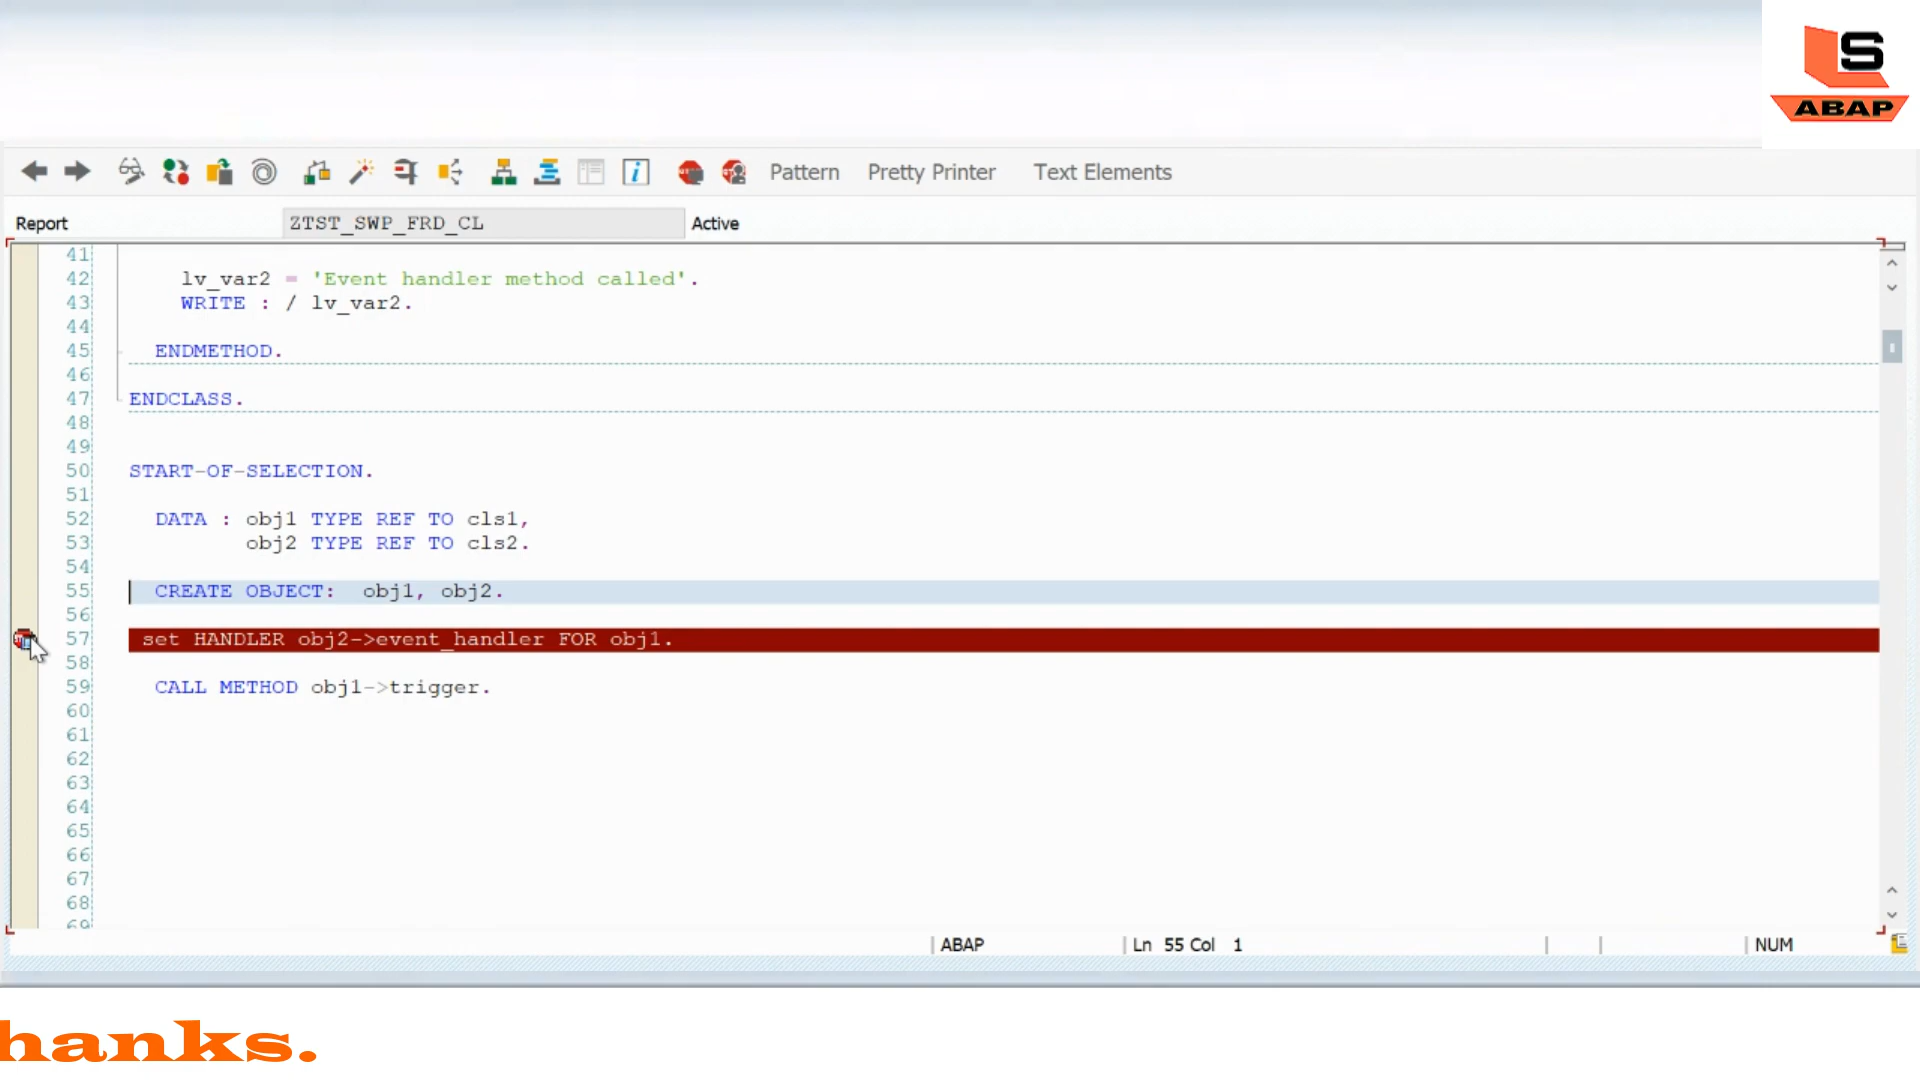 LS
ABAP
Pattern Pretty Printer Text Elements
Report ZTST_SWP_FRD_CL Active
41
42 lv_var2 = 'Event handler method called'.
43 WRITE : / lv_var2.
44
45 ENDMETHOD.
46
47 ENDCLASS.
48
49
50 START-OF-SELECTION.
51
52 DATA : obj1 TYPE REF TO cls1,
53 obj2 TYPE REF TO cls2.
54
55 CREATE OBJECT: obj1, obj2.
56
57 set HANDLER obj2->event_handler FOR obj1.
58
59 CALL METHOD obj1->trigger.
60
61
62
63
64
65
66
67
68
69
ABAP Ln 55 Col 1 NUM
hanks.